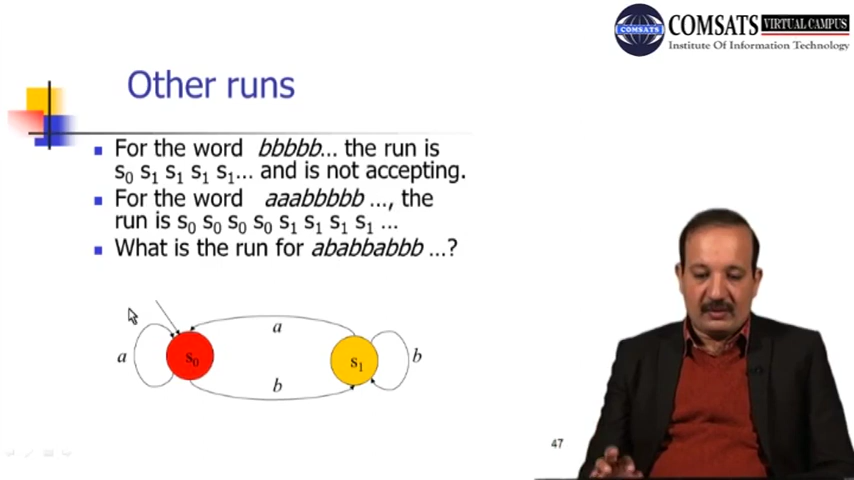 COMSATS VIRTUAL CAMPUS
COMSATS
Institute Of Information Technology
Other runs
For the word bbbbb... the run is
s0 s1 s1 s1 s1... and is not accepting.
For the word aaabbbbb ..., the
run is s0 s0 s0 s0 s1 s1 s1 s1 ...
What is the run for ababbabbb ...?
a
a
s0
s1
b
b
47